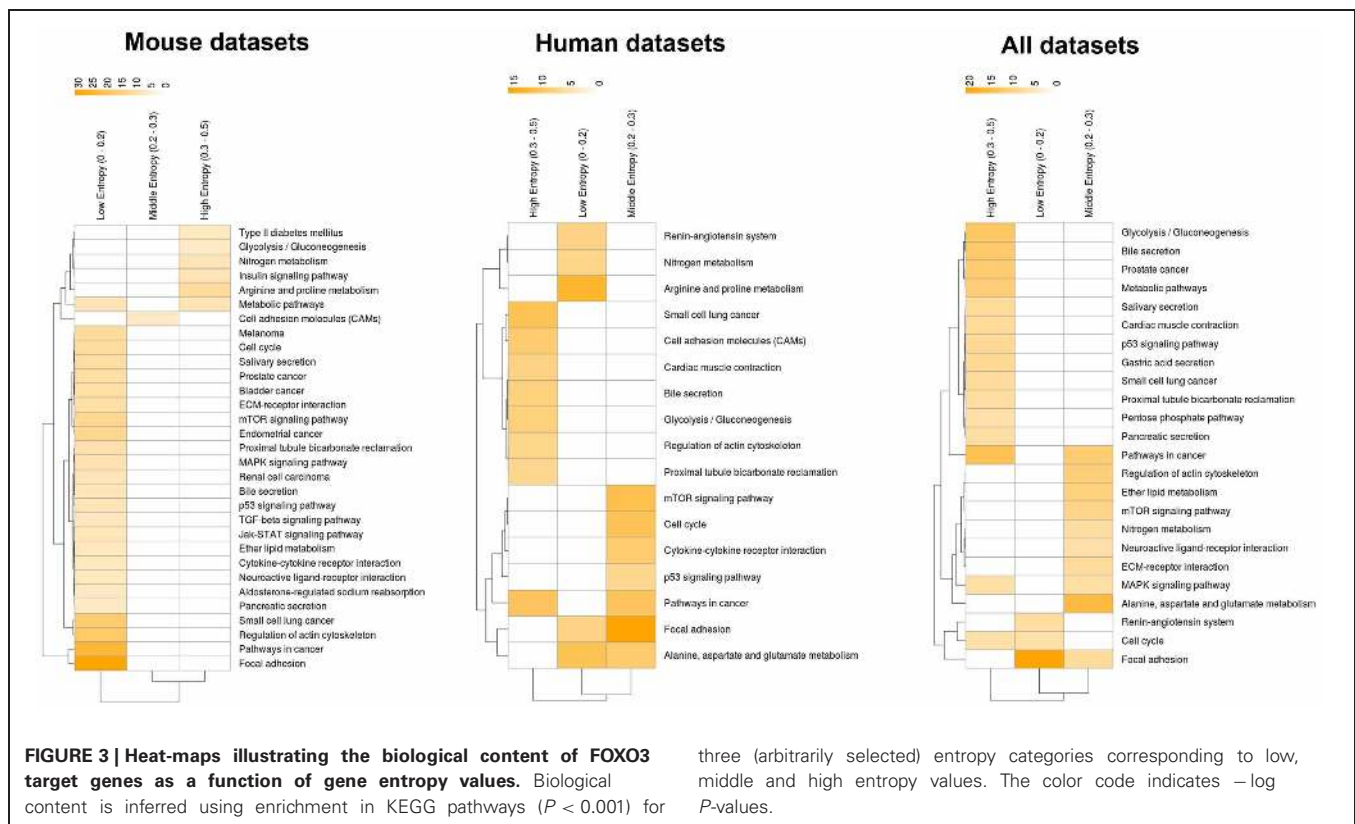 Mouse datasets
30 25 20 15 10 5 0
Low Entropy (0 - 0.2)
Middle Entropy (0.2 - 0.3)
High Entropy (0.3 - 0.5)
Type II diabetes mellitus
Glycolysis / Gluconeogenesis
Nitrogen metabolism
Insulin signaling pathway
Arginine and proline metabolism
Metabolic pathways
Cell adhesion molecules (CAMs)
Melanoma
Cell cycle
Salivary secretion
Prostate cancer
Bladder cancer
ECM-receptor interaction
mTOR signaling pathway
Endometrial cancer
Proximal tubule bicarbonate reclamation
MAPK signaling pathway
Renal cell carcinoma
Bile secretion
p53 signaling pathway
TGF-beta signaling pathway
Jak-STAT signaling pathway
Ether lipid metabolism
Cytokine-cytokine receptor interaction
Neuroactive ligand-receptor interaction
Aldosterone-regulated sodium reabsorption
Pancreatic secretion
Small cell lung cancer
Regulation of actin cytoskeleton
Pathways in cancer
Focal adhesion
Human datasets
15 10 5 0
High Entropy (0.3 - 0.5)
Low Entropy (0 - 0.2)
Middle Entropy (0.2 - 0.3)
Renin-angiotensin system
Nitrogen metabolism
Arginine and proline metabolism
Small cell lung cancer
Cell adhesion molecules (CAMs)
Cardiac muscle contraction
Bile secretion
Glycolysis / Gluconeogenesis
Regulation of actin cytoskeleton
Proximal tubule bicarbonate reclamation
mTOR signaling pathway
Cell cycle
Cytokine-cytokine receptor interaction
p53 signaling pathway
Pathways in cancer
Focal adhesion
Alanine, aspartate and glutamate metabolism
All datasets
20 15 10 5 0
High Entropy (0.3 - 0.5)
Low Entropy (0 - 0.2)
Middle Entropy (0.2 - 0.3)
Glycolysis / Gluconeogenesis
Bile secretion
Prostate cancer
Metabolic pathways
Salivary secretion
Cardiac muscle contraction
p53 signaling pathway
Gastric acid secretion
Small cell lung cancer
Proximal tubule bicarbonate reclamation
Pentose phosphate pathway
Pancreatic secretion
Pathways in cancer
Regulation of actin cytoskeleton
Ether lipid metabolism
mTOR signaling pathway
Nitrogen metabolism
Neuroactive ligand-receptor interaction
ECM-receptor interaction
MAPK signaling pathway
Alanine, aspartate and glutamate metabolism
Renin-angiotensin system
Cell cycle
Focal adhesion
FIGURE 3 | Heat-maps illustrating the biological content of FOXO3
target genes as a function of gene entropy values. Biological
content is inferred using enrichment in KEGG pathways (P < 0.001) for
three (arbitrarily selected) entropy categories corresponding to low,
middle and high entropy values. The color code indicates −log
P-values.